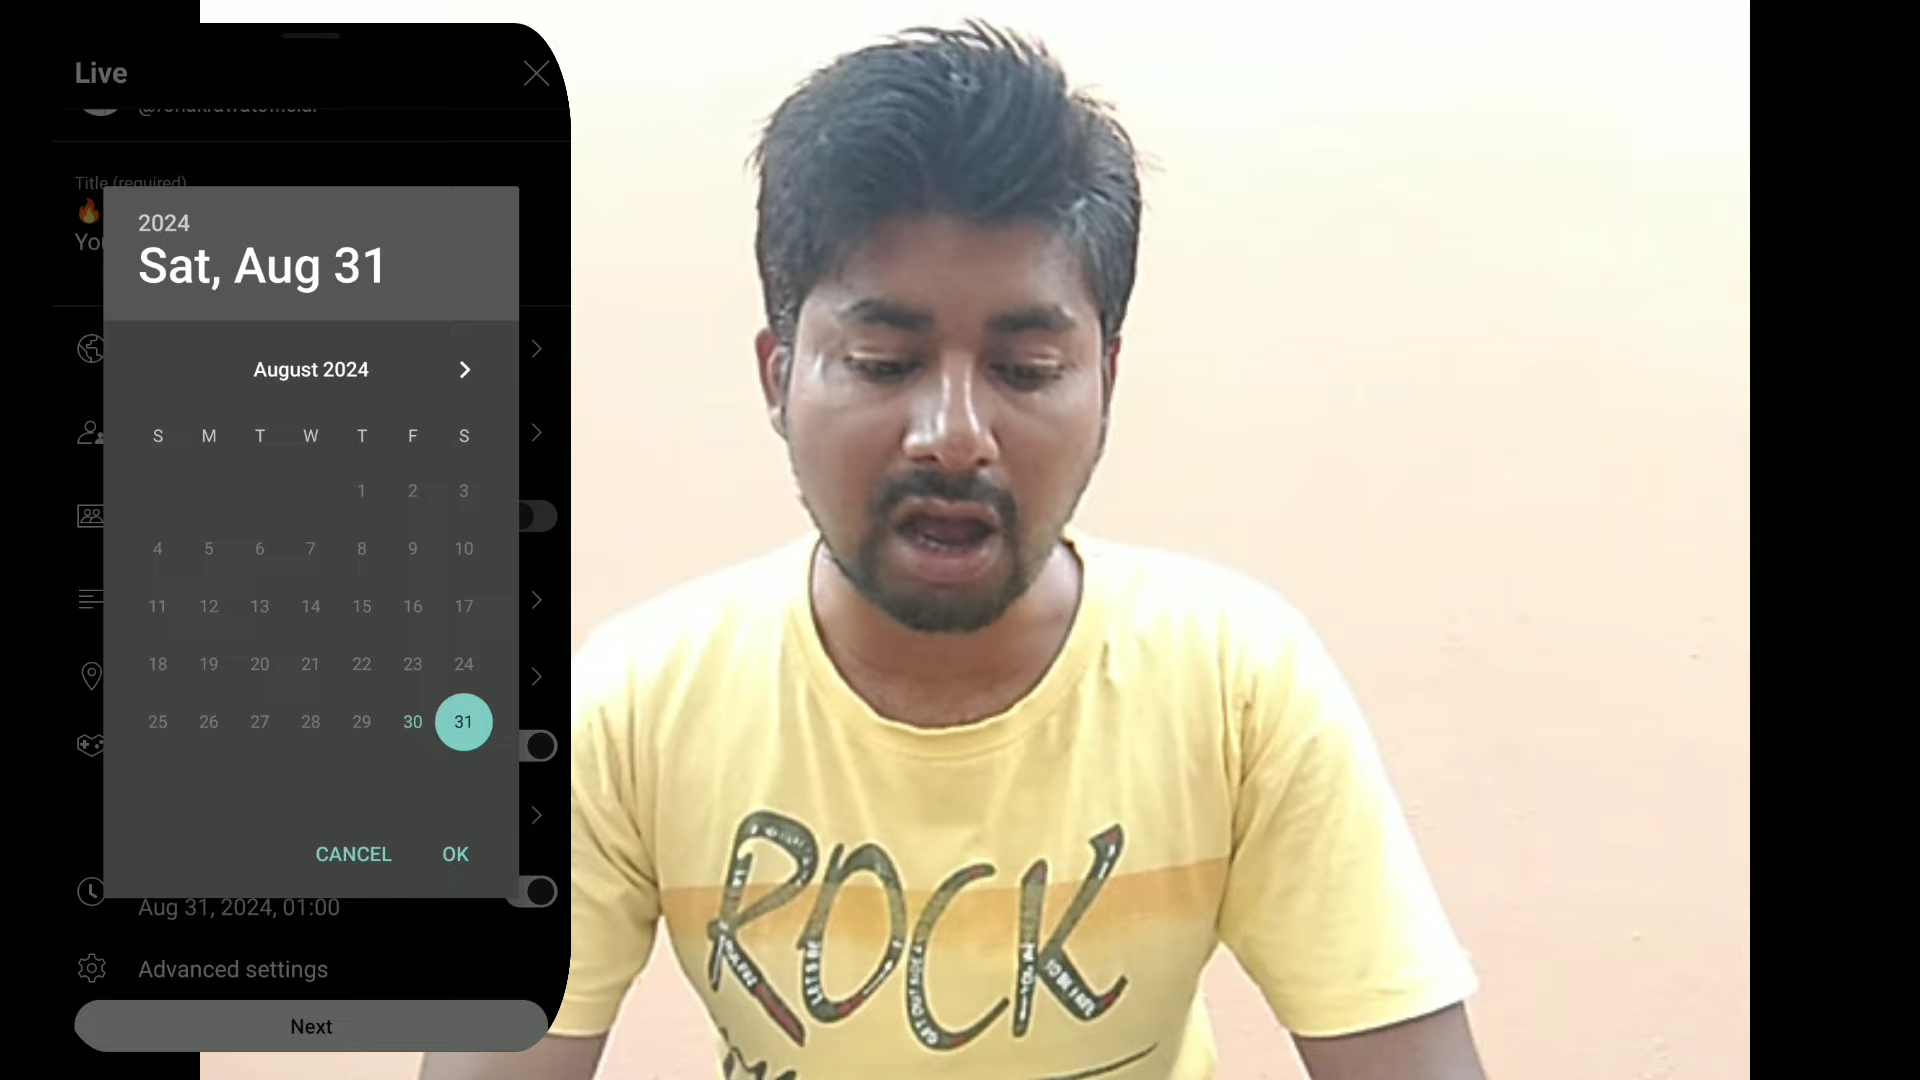 Live
Title (required)
🔥
You
2024
Sat, Aug 31
August 2024
S M T W T F S
1 2 3
4 5 6 7 8 9 10
11 12 13 14 15 16 17
18 19 20 21 22 23 24
25 26 27 28 29 30 31
CANCEL OK
Aug 31, 2024, 01:00
Advanced settings
Next
ROCK